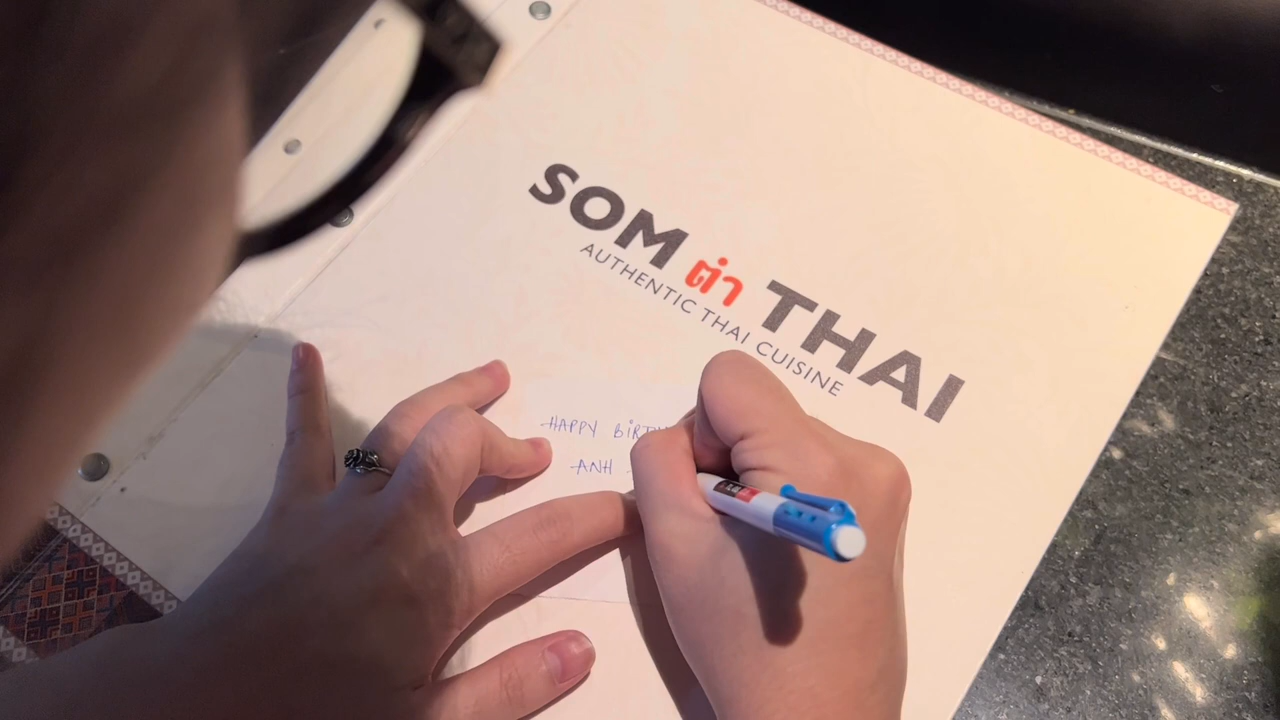 SOM ตำ THAI
AUTHENTIC THAI CUISINE
HAPPY
ANH